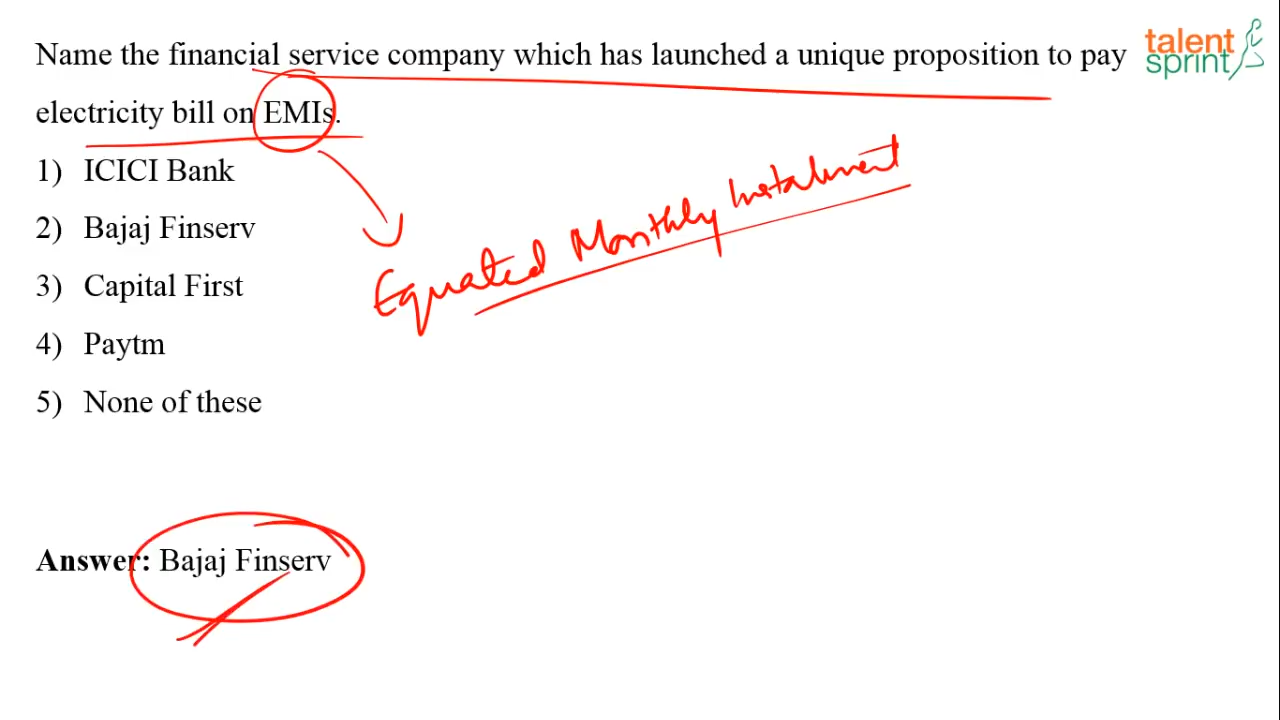 Name the financial service company which has launched a unique proposition to pay
electricity bill on EMIs.
1) ICICI Bank
2) Bajaj Finserv
3) Capital First
4) Paytm
5) None of these
Equated Monthly Instalment
Answer: Bajaj Finserv
talent
sprint